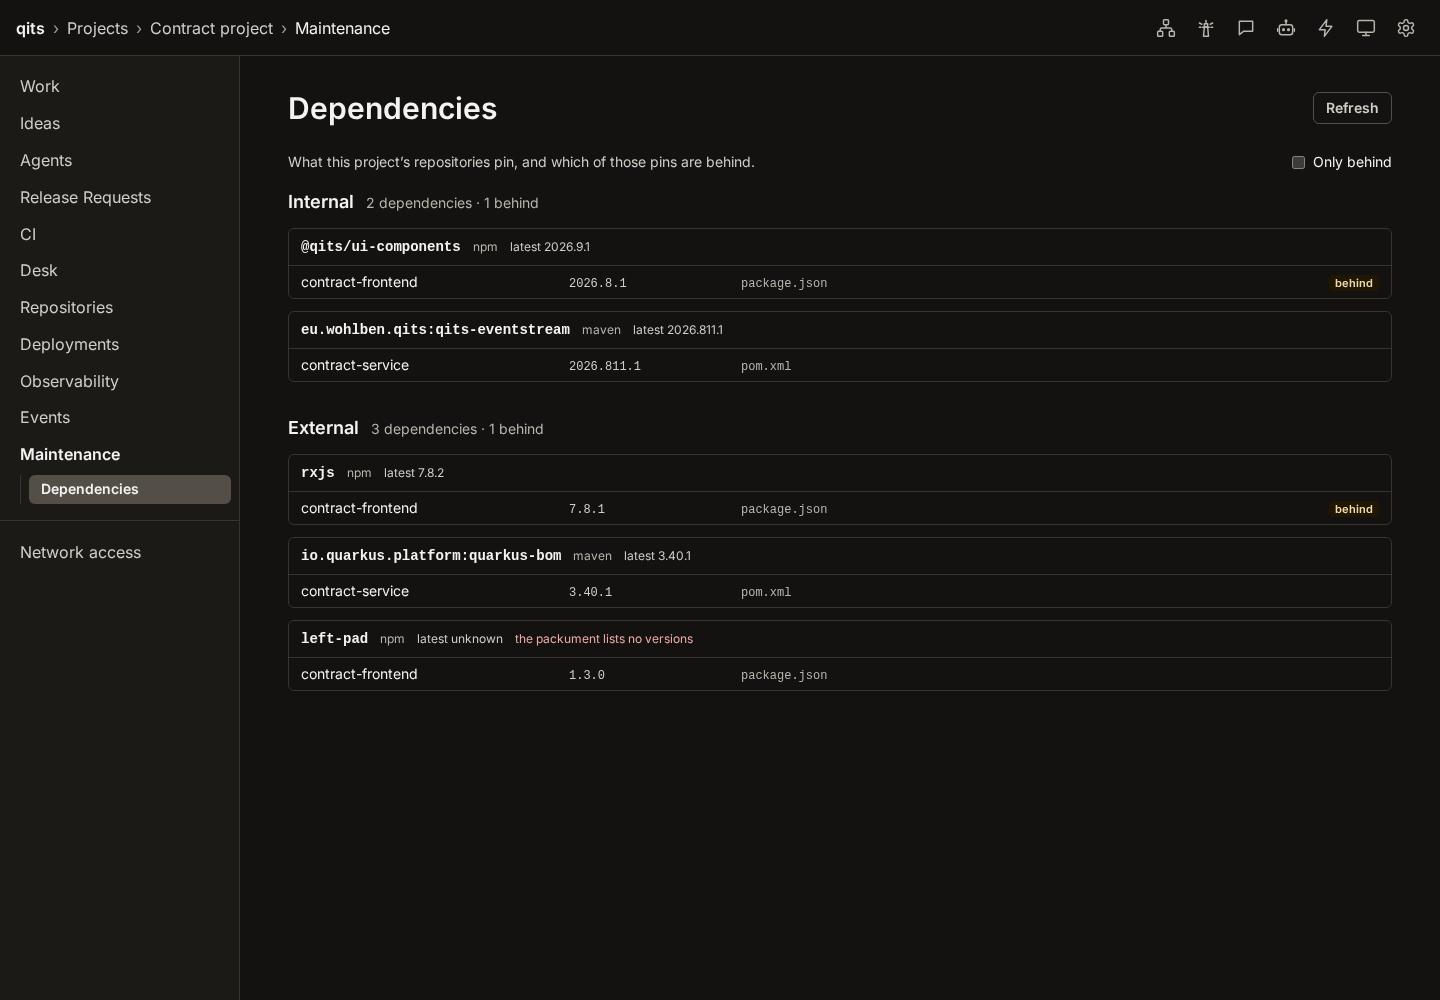 qits › Projects › Contract project › Maintenance
Work
Ideas
Agents
Release Requests
CI
Desk
Repositories
Deployments
Observability
Events
Maintenance
Dependencies
Network access
Dependencies
Refresh
What this project’s repositories pin, and which of those pins are behind.
Only behind
Internal 2 dependencies · 1 behind
@qits/ui-components npm latest 2026.9.1
contract-frontend 2026.8.1 package.json behind
eu.wohlben.qits:qits-eventstream maven latest 2026.811.1
contract-service 2026.811.1 pom.xml
External 3 dependencies · 1 behind
rxjs npm latest 7.8.2
contract-frontend 7.8.1 package.json behind
io.quarkus.platform:quarkus-bom maven latest 3.40.1
contract-service 3.40.1 pom.xml
left-pad npm latest unknown the packument lists no versions
contract-frontend 1.3.0 package.json